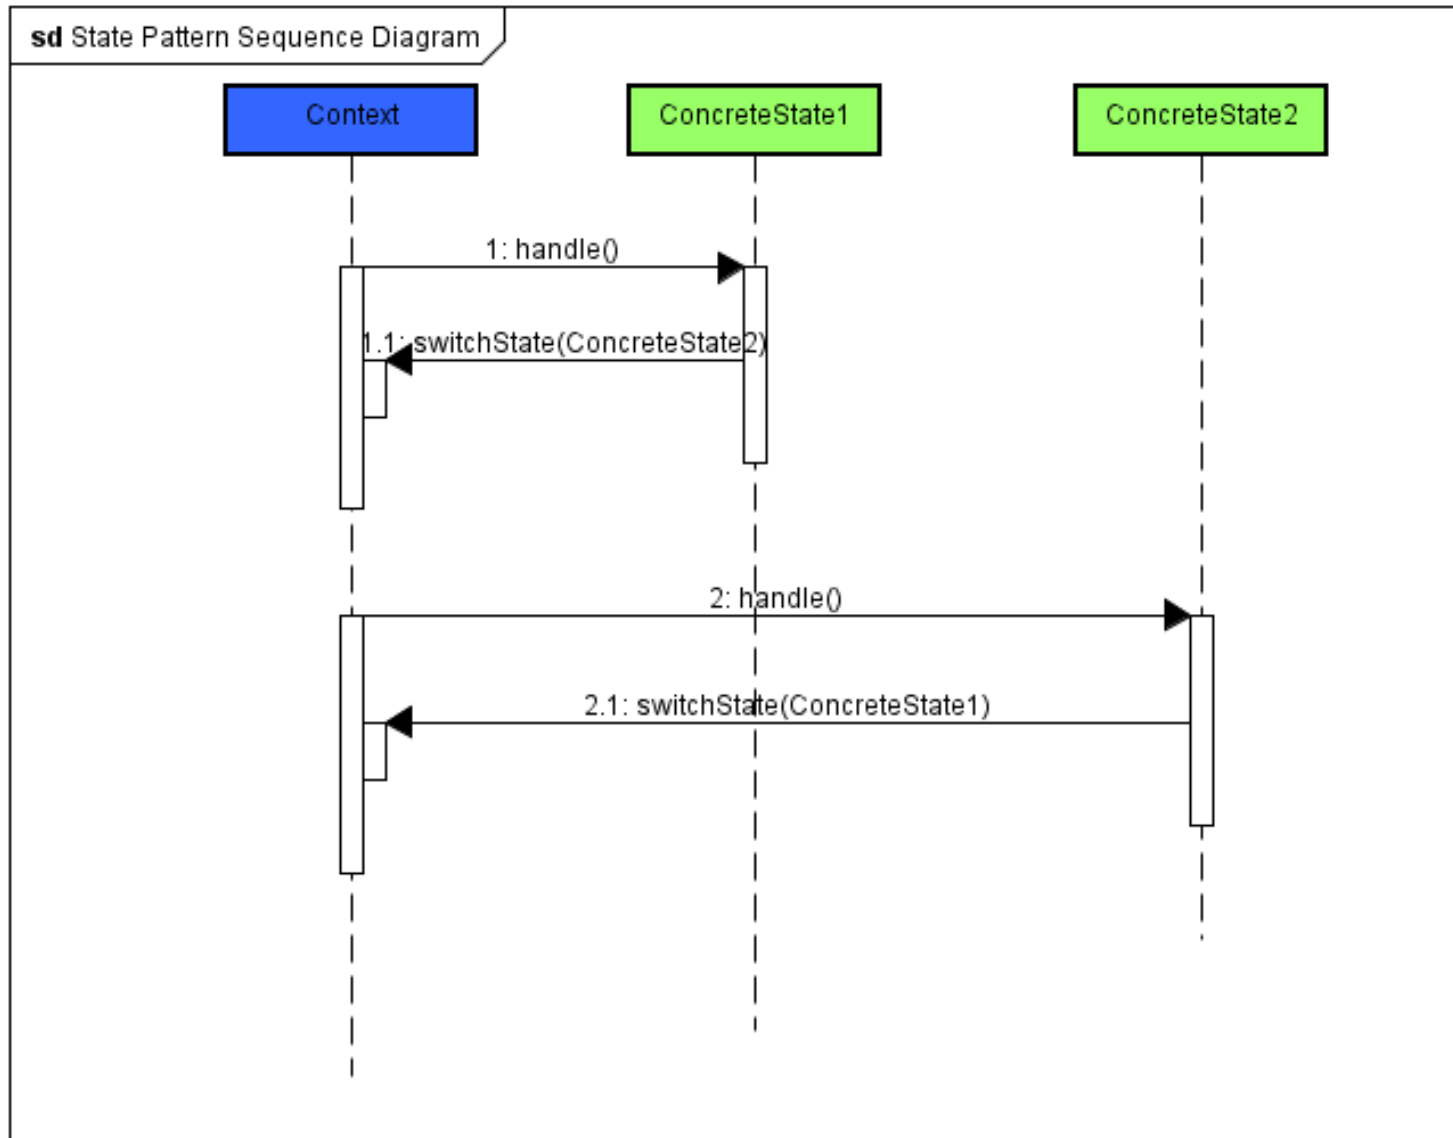 sd State Pattern Sequence Diagram
Context
ConcreteState1
ConcreteState2
1: handle()
1.1: switchState(ConcreteState2)
2: handle()
2.1: switchState(ConcreteState1)